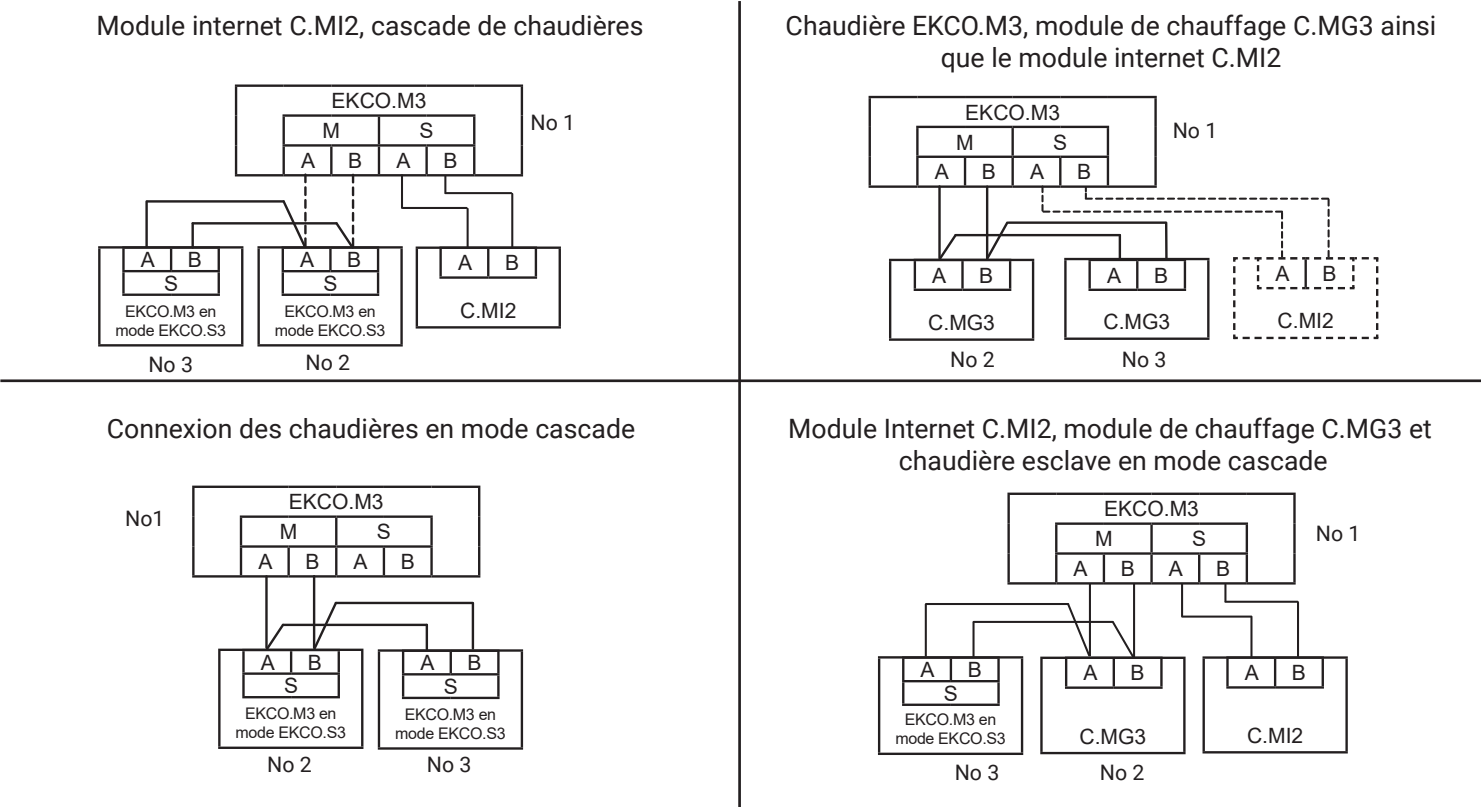 Module internet C.MI2, cascade de chaudières
EKCO.M3
No 1
M S
A B A B
A B A B A B
S S
C.MI2
EKCO.M3 en EKCO.M3 en
mode EKCO.S3 mode EKCO.S3
No 3 No 2
Chaudière EKCO.M3, module de chauffage C.MG3 ainsi
que le module internet C.MI2
EKCO.M3
No 1
M S
A B A B
A B A B A B
C.MG3 C.MG3 C.MI2
No 2 No 3
Connexion des chaudières en mode cascade
EKCO.M3
No1
M S
A B A B
A B A B
S S
EKCO.M3 en EKCO.M3 en
mode EKCO.S3 mode EKCO.S3
No 2 No 3
Module Internet C.MI2, module de chauffage C.MG3 et
chaudière esclave en mode cascade
EKCO.M3
No 1
M S
A B A B
A B A B A B
S
EKCO.M3 en
mode EKCO.S3 C.MG3 C.MI2
No 3 No 2